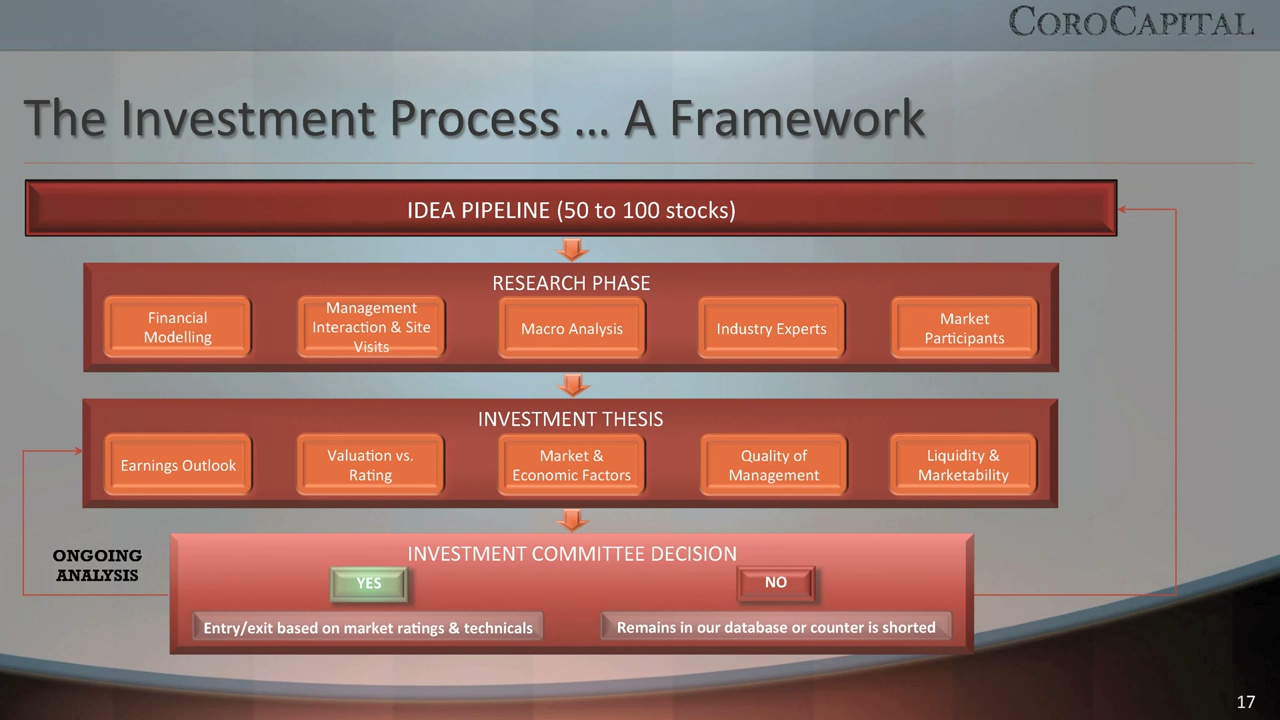 COROCAPITAL
The Investment Process ... A Framework
IDEA PIPELINE (50 to 100 stocks)
RESEARCH PHASE
Financial
Modelling
Management
Interaction & Site
Visits
Macro Analysis
Industry Experts
Market
Participants
INVESTMENT THESIS
Earnings Outlook
Valuation vs.
Rating
Market &
Economic Factors
Quality of
Management
Liquidity &
Marketability
ONGOING
ANALYSIS
INVESTMENT COMMITTEE DECISION
YES
NO
Entry/exit based on market ratings & technicals
Remains in our database or counter is shorted
17